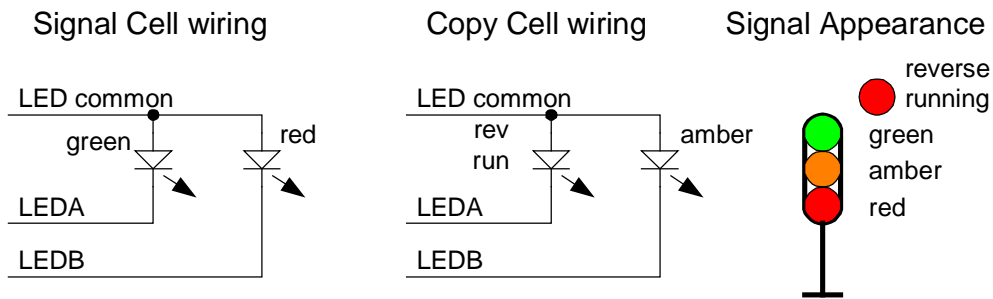 Signal Cell wiring
LED common
green
red
LEDA
LEDB
Copy Cell wiring
LED common
rev
run
amber
LEDA
LEDB
Signal Appearance
reverse
running
green
amber
red